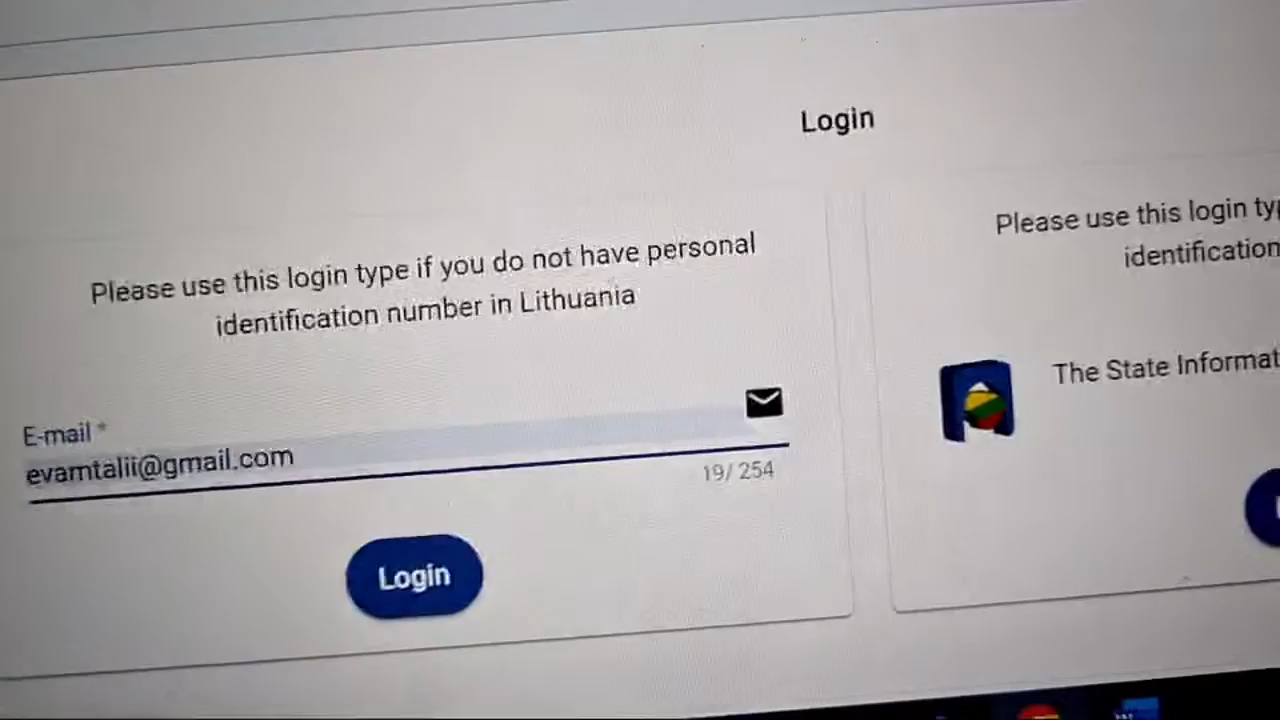 Login
Please use this login type if you do not have personal
identification number in Lithuania
E-mail *
evamtalii@gmail.com
19/ 254
Login
Please use this login ty
identification
The State Informat